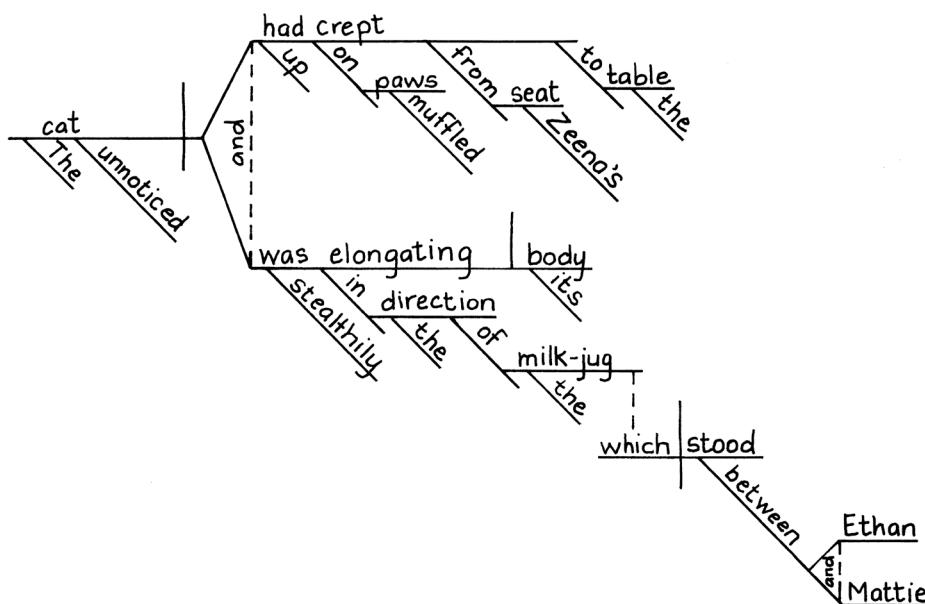 had crept
up
on
paws
muffled
from
seat
Zeena's
to
table
the
cat
The
unnoticed
and
was elongating
body
its
stealthily
in
direction
the
of
milk-jug
the
which
stood
between
Ethan
and
Mattie